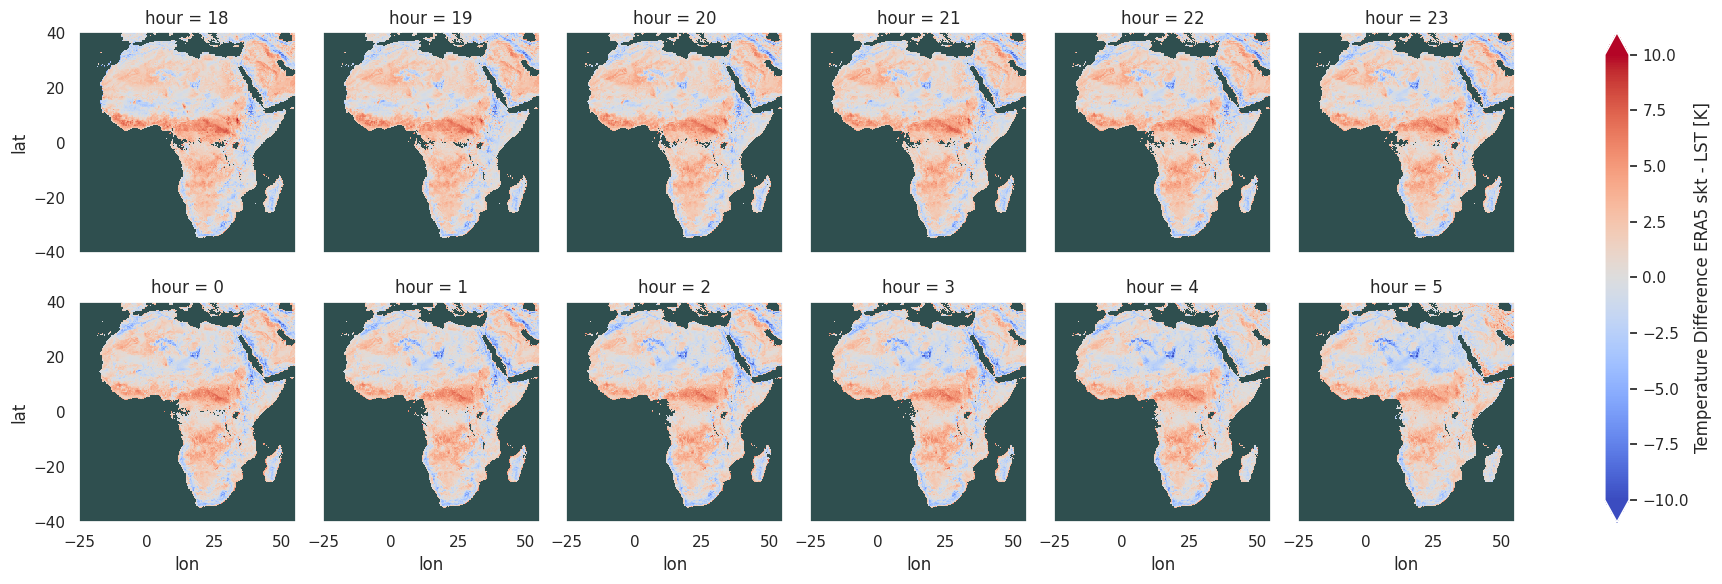 hour = 18
hour = 19
hour = 20
hour = 21
hour = 22
hour = 23
40
20
0
−20
−40
lat
hour = 0
hour = 1
hour = 2
hour = 3
hour = 4
hour = 5
40
20
0
−20
−40
lat
−25 0 25 50
−25 0 25 50
−25 0 25 50
−25 0 25 50
−25 0 25 50
−25 0 25 50
lon
lon
lon
lon
lon
lon
10.0
7.5
5.0
2.5
0.0
−2.5
−5.0
−7.5
−10.0
Temperature Difference ERA5 skt - LST [K]